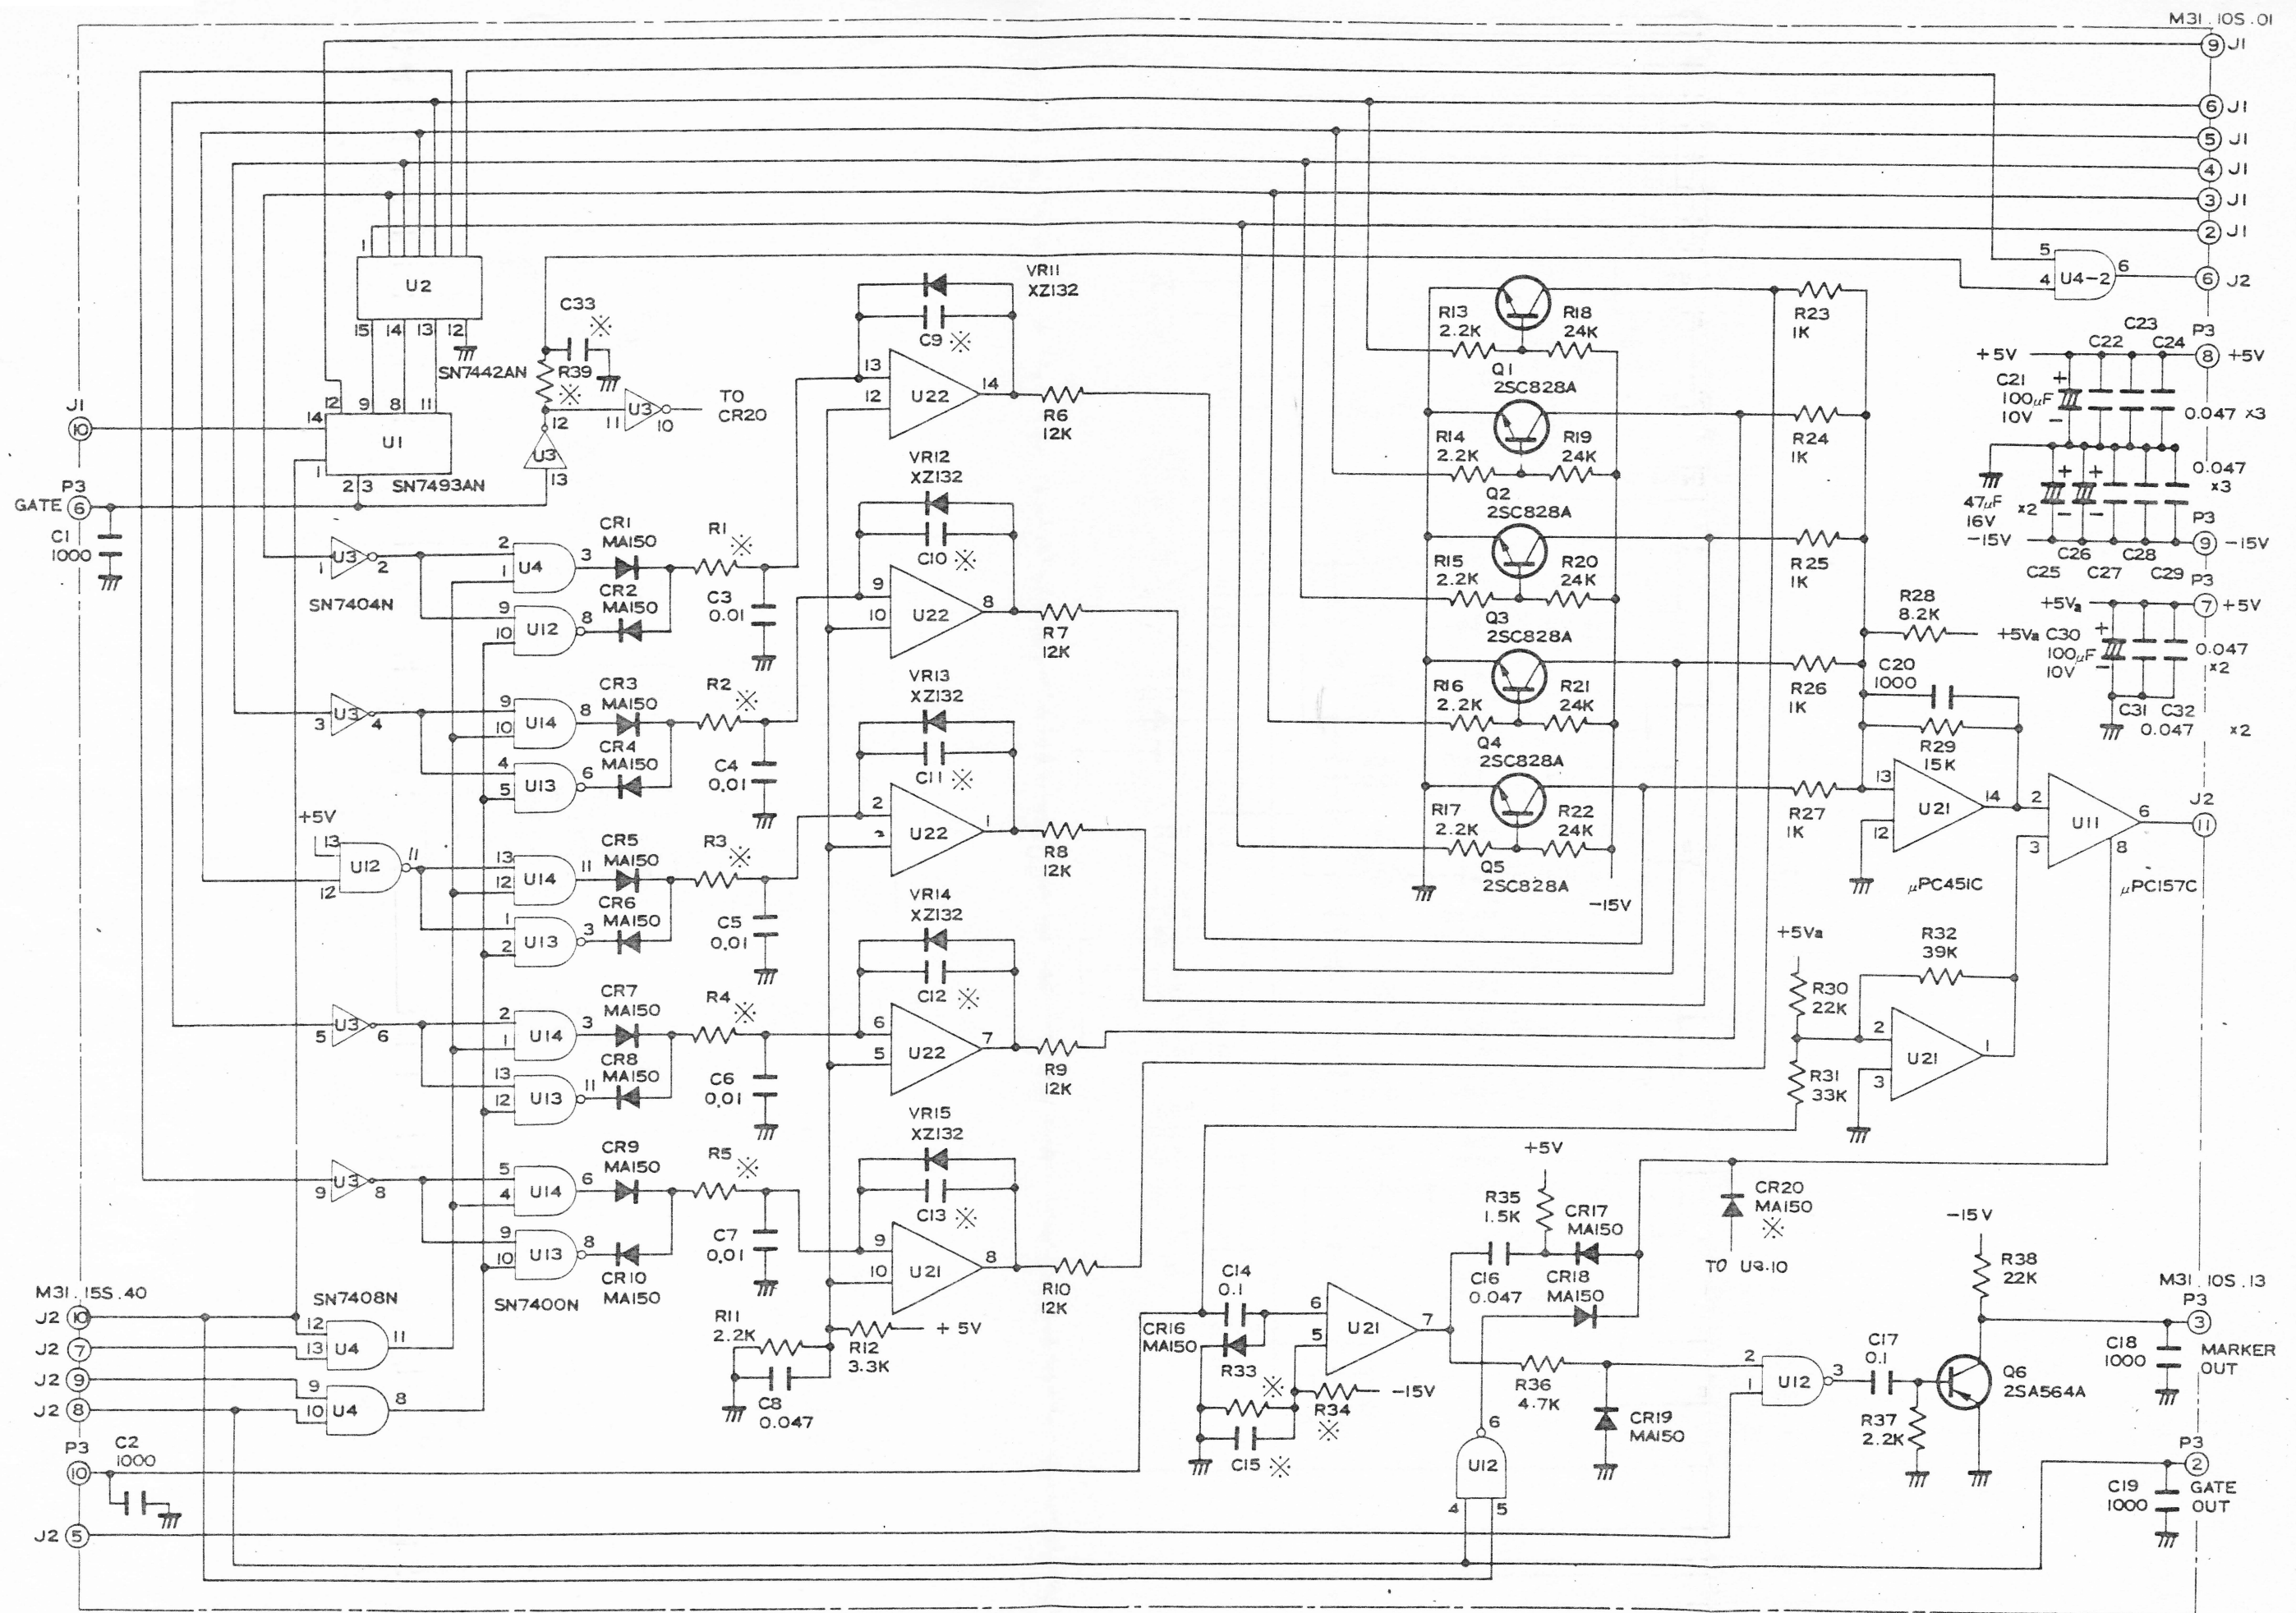 M31.10S.01
9 J1
6 J1
5 J1
4 J1
3 J1
2 J1
1
U2
15 14 13 12
SN7442AN
C33 ※
R39
※
12
U3
13
11 U3 10
TO
CR20
J1
10
14 12 9 8 11
U1
1
2 3 SN7493AN
P3
GATE 6
C1
1000
1 U3 2
SN7404N
2
1 U4 3
9
10 U12 8
CR1
MA150
CR2
MA150
R1 ※
C3
0.01
3 U3 4
9
10 U14 8
4
5 U13 6
CR3
MA150
CR4
MA150
R2 ※
C4
0.01
+5V
13
12 U12 11
13
12 U14 11
1
2 U13 3
CR5
MA150
CR6
MA150
R3 ※
C5
0.01
5 U3 6
2
1 U14 3
13
12 U13 11
CR7
MA150
CR8
MA150
R4 ※
C6
0.01
9 U3 8
5
4 U14 6
9
10 U13 8
CR9
MA150
CR10
MA150
R5 ※
C7
0.01
SN7400N
M31.15S.40
J2 10
J2 7
J2 9
J2 8
SN7408N
12
13 U4 11
9
10 U4 8
P3
10
C2
1000
J2 5
VR11
XZ132
C9 ※
13
12 U22 14
R6
12K
VR12
XZ132
C10 ※
9
10 U22 8
R7
12K
VR13
XZ132
C11 ※
2
3 U22 1
R8
12K
VR14
XZ132
C12 ※
6
5 U22 7
R9
12K
VR15
XZ132
C13 ※
9
10 U21 8
R10
12K
R11
2.2K
C8
0.047
R12
3.3K
+5V
R13
2.2K
R18
24K
Q1
2SC828A
R14
2.2K
R19
24K
Q2
2SC828A
R15
2.2K
R20
24K
Q3
2SC828A
R16
2.2K
R21
24K
Q4
2SC828A
R17
2.2K
R22
24K
Q5
2SC828A
-15V
R23
1K
R24
1K
R25
1K
R26
1K
R27
1K
R28
8.2K
+5Va
C20
1000
R29
15K
13
12 U21 14
μPC451C
2
3 U11 6
8
μPC157C
J2
11
+5Va
R30
22K
R31
33K
R32
39K
2
3 U21 1
5
4 U4-2 6
6 J2
P3
8 +5V
+5V
C21
100μF
10V
+
-
C22
C23
C24
0.047 x3
47μF
16V
x2
+ +
- -
0.047
x3
P3
9 -15V
-15V
C25
C26
C27
C28
C29
P3
7 +5V
+5Va
C30
100μF
10V
+
-
0.047
x2
C31 C32
0.047 x2
C14
0.1
CR16
MA150
R33
※
C15 ※
R34
※
-15V
6
5 U21 7
+5V
R35
1.5K
C16
0.047
CR17
MA150
CR18
MA150
CR20
MA150
※
TO U3.10
R36
4.7K
CR19
MA150
6
U12
4 5
2
1 U12 3
C17
0.1
R37
2.2K
-15V
R38
22K
Q6
2SA564A
M31.10S.13
P3
3
MARKER
OUT
C18
1000
P3
2
GATE
OUT
C19
1000